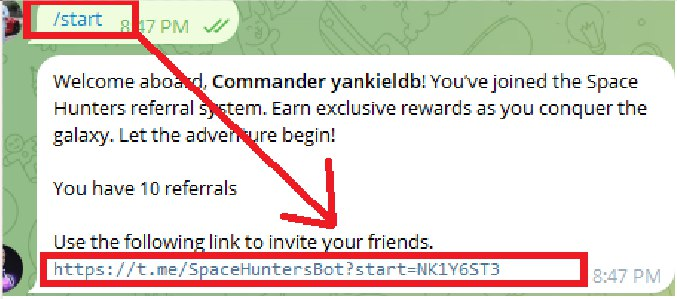 /start 8:47 PM
Welcome aboard, Commander yankieldb! You've joined the Space
Hunters referral system. Earn exclusive rewards as you conquer the
galaxy. Let the adventure begin!
You have 10 referrals
Use the following link to invite your friends.
https://t.me/SpaceHuntersBot?start=NK1Y6ST3 8:47 PM